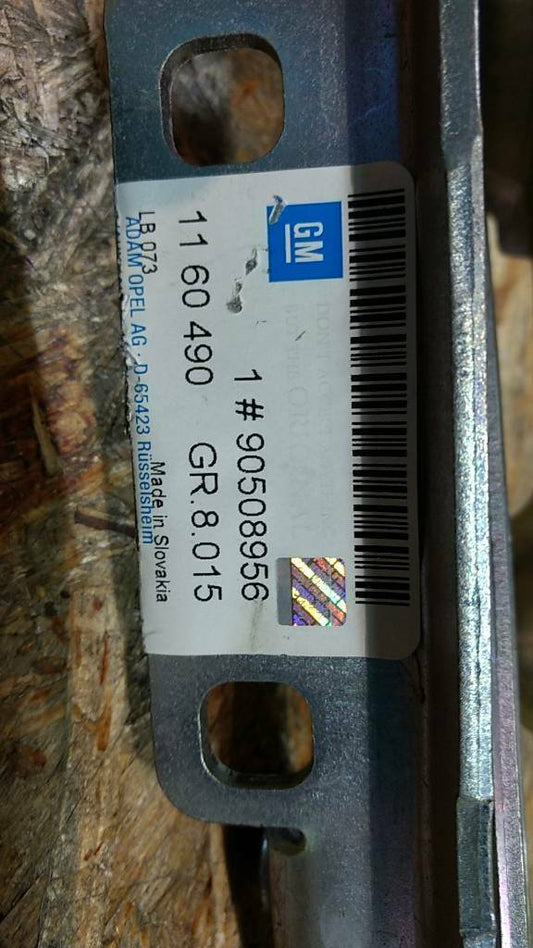 GM
1 # 90508956
11 60 490 GR.8.015
LB 073
Made in Slovakia
ADAM OPEL AG · D-65423 Rüsselsheim